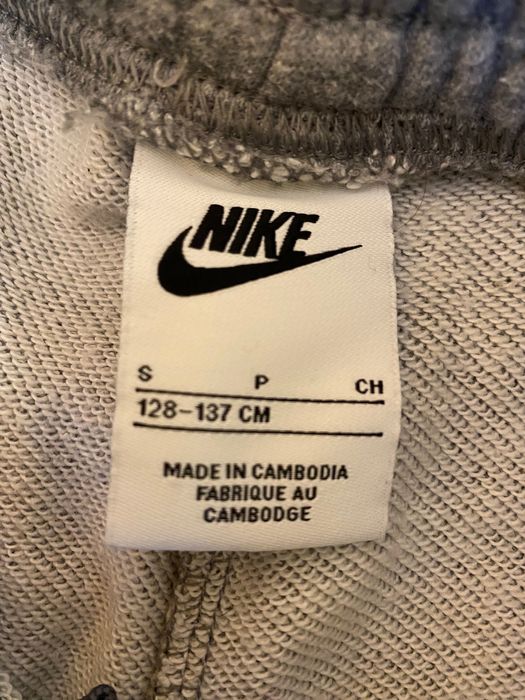 NIKE
S P CH
128-137 CM
MADE IN CAMBODIA
FABRIQUE AU
CAMBODGE